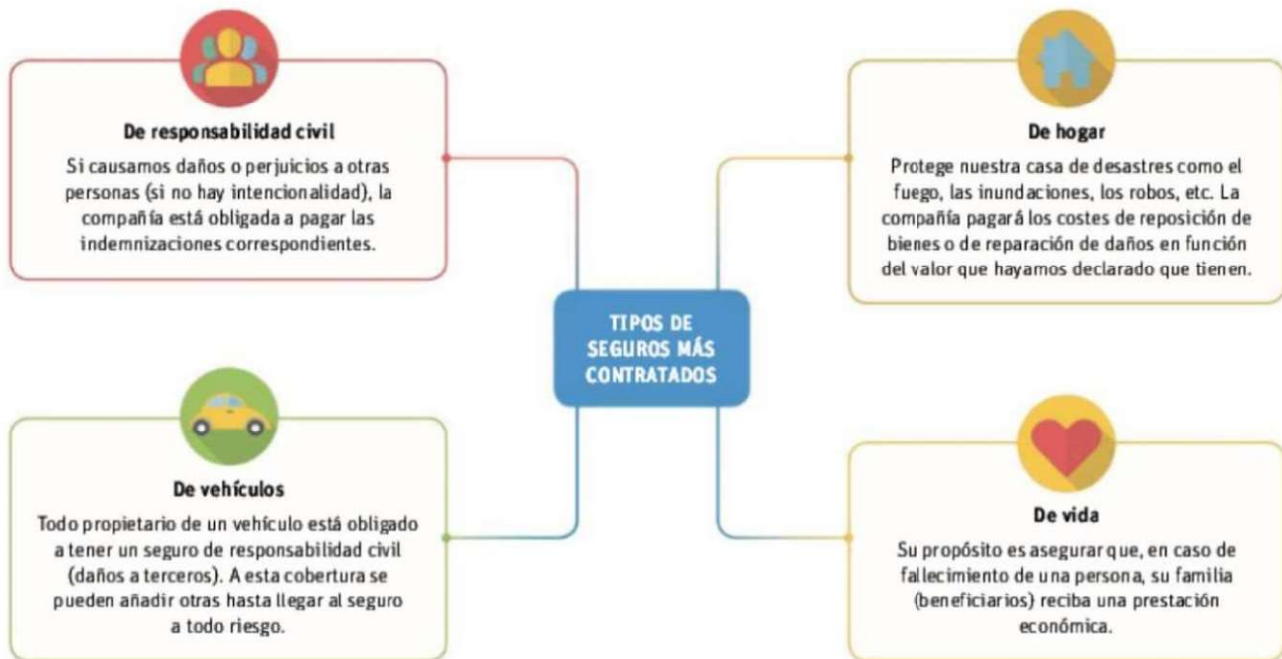 De responsabilidad civil
Si causamos daños o perjuicios a otras
personas (si no hay intencionalidad), la
compañía está obligada a pagar las
indemnizaciones correspondientes.
De hogar
Protege nuestra casa de desastres como el
fuego, las inundaciones, los robos, etc. La
compañía pagará los costes de reposición de
bienes o de reparación de daños en función
del valor que hayamos declarado que tienen.
TIPOS DE
SEGUROS MÁS
CONTRATADOS
De vehículos
Todo propietario de un vehículo está obligado
a tener un seguro de responsabilidad civil
(daños a terceros). A esta cobertura se
pueden añadir otras hasta llegar al seguro
a todo riesgo.
De vida
Su propósito es asegurar que, en caso de
fallecimiento de una persona, su familia
(beneficiarios) reciba una prestación
económica.